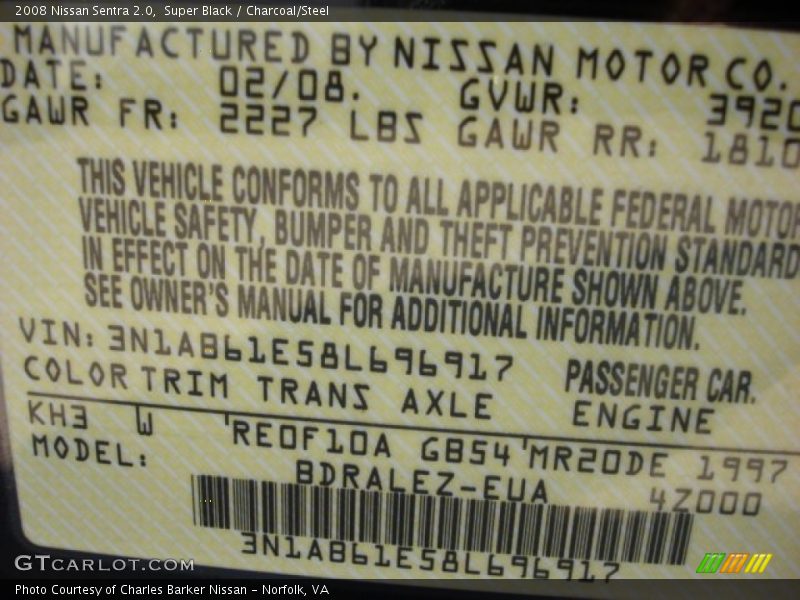 2008 Nissan Sentra 2.0,  Super Black / Charcoal/Steel
MANUFACTURED BY NISSAN MOTOR CO.
DATE: 02/08. GVWR: 3920
GAWR FR: 2227 LBS GAWR RR: 1810
THIS VEHICLE CONFORMS TO ALL APPLICABLE FEDERAL MOTOR
VEHICLE SAFETY, BUMPER AND THEFT PREVENTION STANDARD
IN EFFECT ON THE DATE OF MANUFACTURE SHOWN ABOVE.
SEE OWNER'S MANUAL FOR ADDITIONAL INFORMATION.
VIN: 3N1AB61E58L696917 PASSENGER CAR.
COLOR TRIM TRANS AXLE ENGINE
KH3 W RE0F10A GB54 MR20DE 1997
MODEL: BDRALEZ-EUA 4Z000
3N1AB61E58L696917
GTCARLOT.COM
Photo Courtesy of Charles Barker Nissan – Norfolk, VA